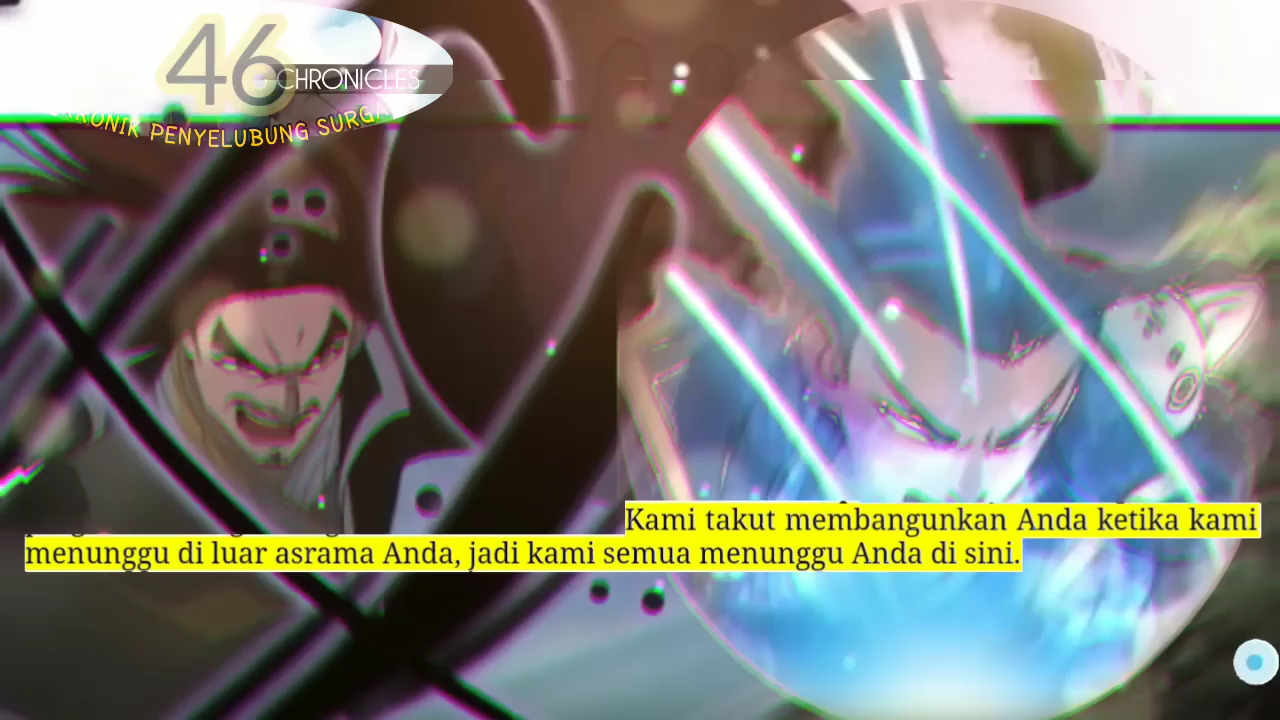 46
CHRONICLES
PENYELUBUNG SURGA
Kami takut membangunkan Anda ketika kami
menunggu di luar asrama Anda, jadi kami semua menunggu Anda di sini.